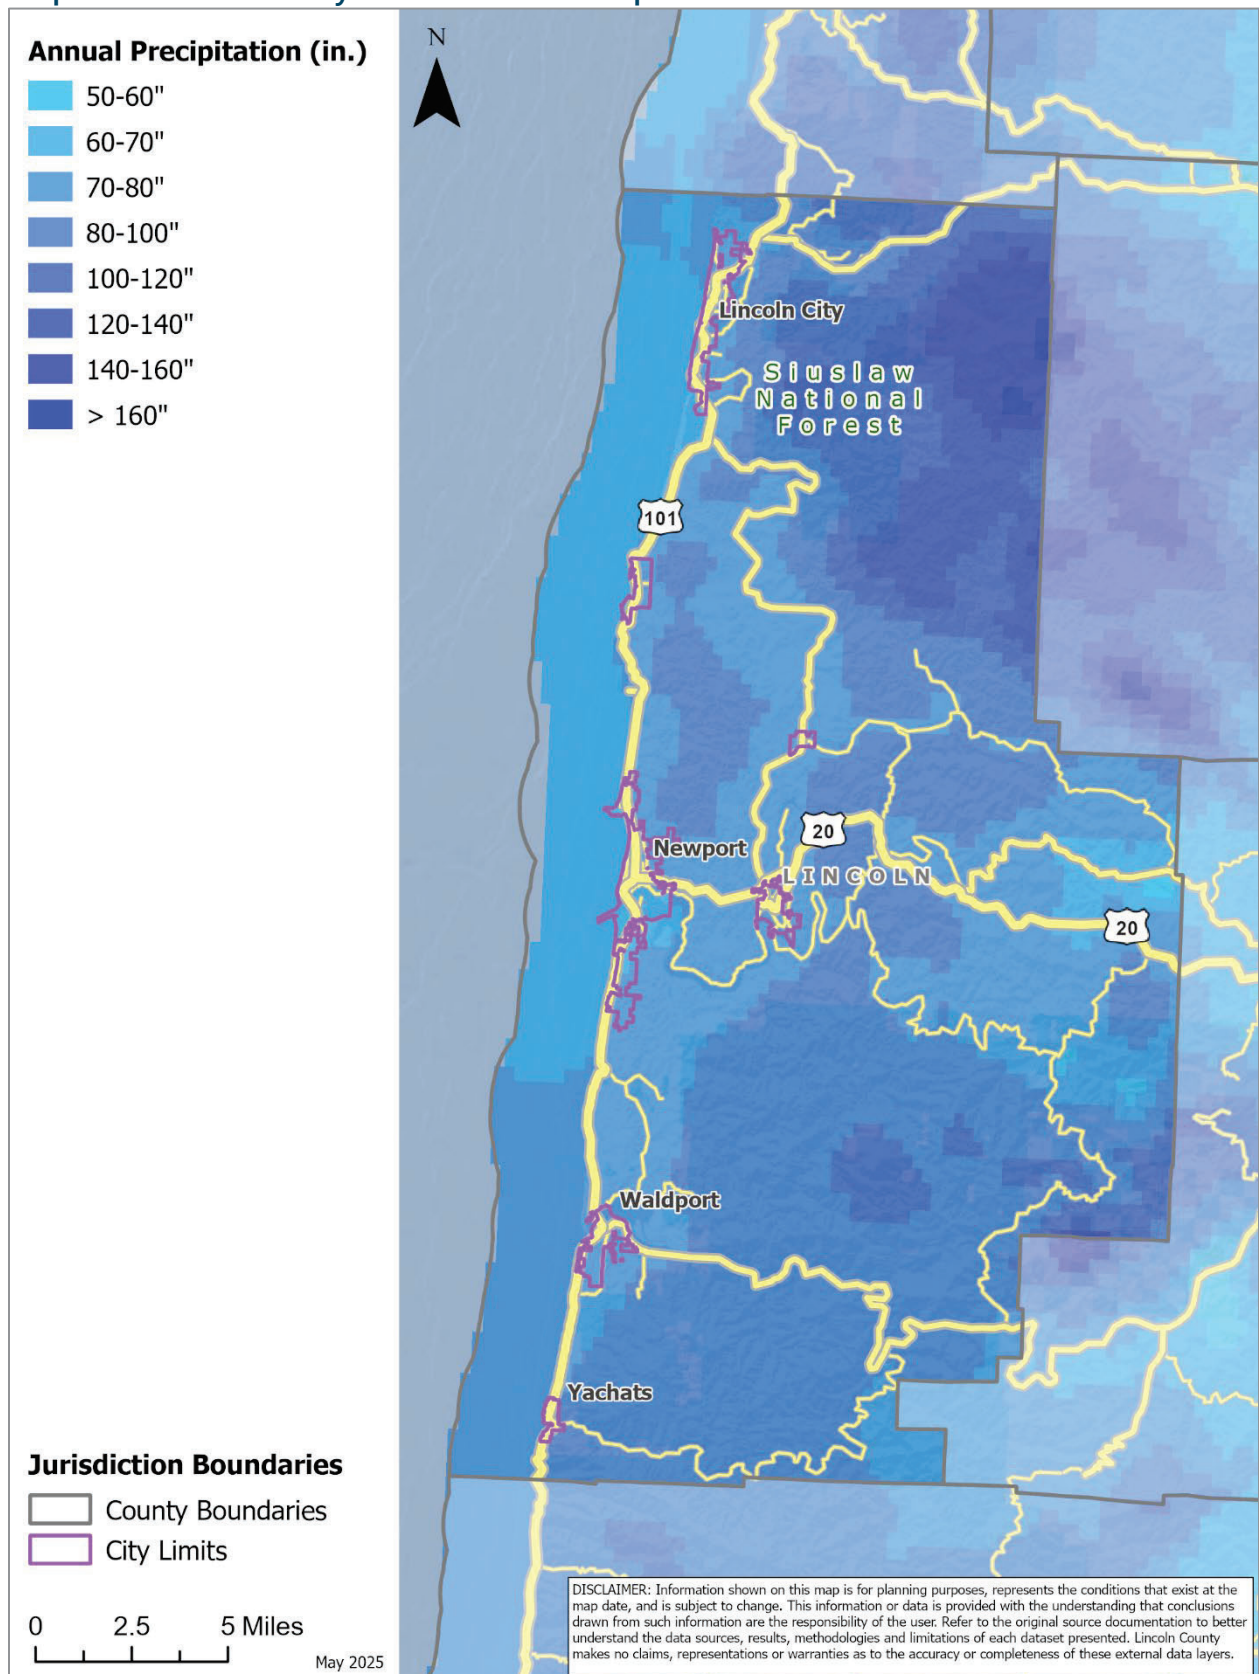 Annual Precipitation (in.)
50-60"
60-70"
70-80"
80-100"
100-120"
120-140"
140-160"
> 160"
N
Lincoln City
Siuslaw
National
Forest
101
20
Newport
LINCOLN
20
Waldport
Yachats
Jurisdiction Boundaries
County Boundaries
City Limits
0 2.5 5 Miles
May 2025
DISCLAIMER: Information shown on this map is for planning purposes, represents the conditions that exist at the
map date, and is subject to change. This information or data is provided with the understanding that conclusions
drawn from such information are the responsibility of the user. Refer to the original source documentation to better
understand the data sources, results, methodologies and limitations of each dataset presented. Lincoln County
makes no claims, representations or warranties as to the accuracy or completeness of these external data layers.